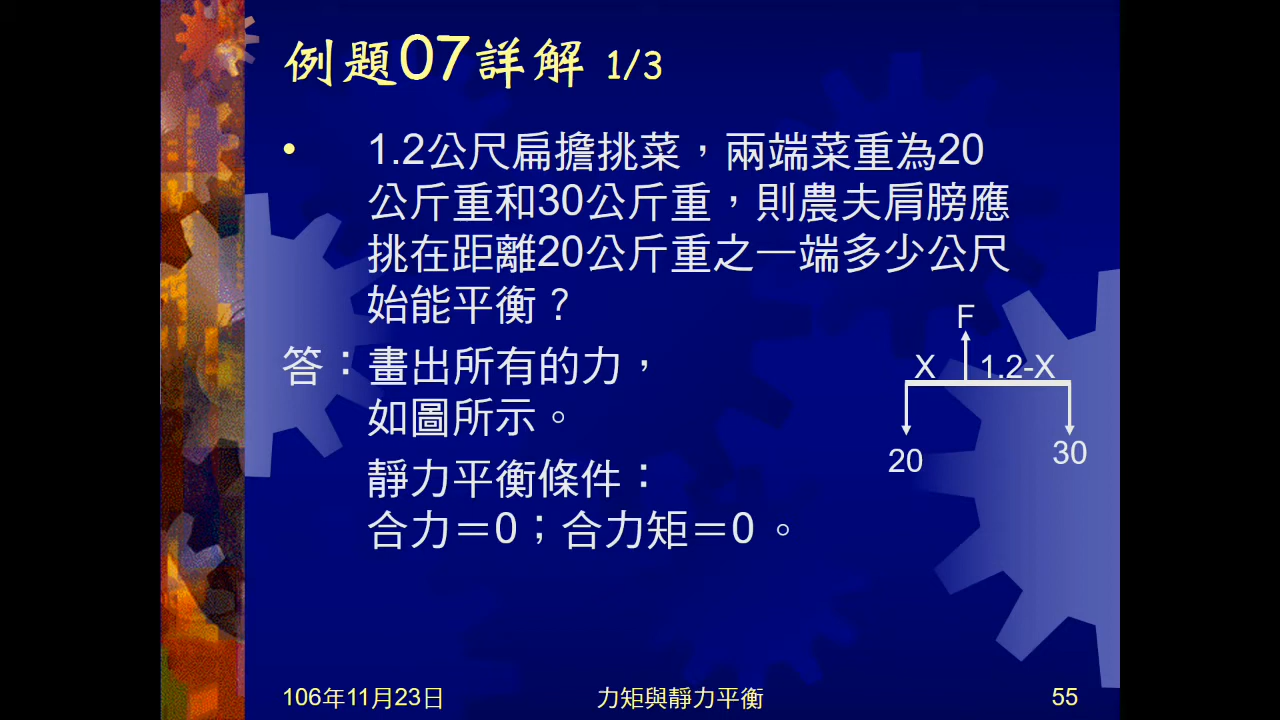 例題07詳解 1/3
• 1.2公尺扁擔挑菜，兩端菜重為20
公斤重和30公斤重，則農夫肩膀應
挑在距離20公斤重之一端多少公尺
始能平衡？
F
X 1.2-X
20 30
答：畫出所有的力，
如圖所示。
靜力平衡條件：
合力＝0；合力矩＝0。
106年11月23日 力矩與靜力平衡 55